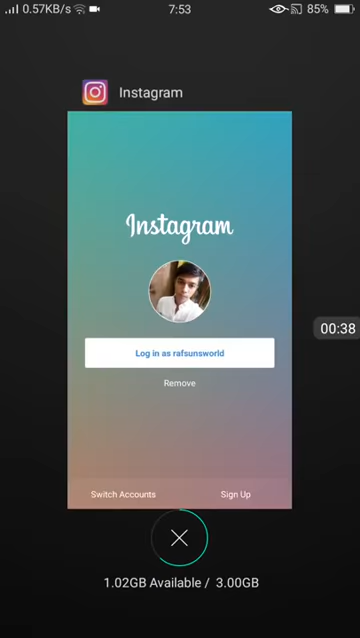 0.57KB/s 7:53 85%
Instagram
Instagram
00:38
Log in as rafsunsworld
Remove
Switch Accounts Sign Up
1.02GB Available / 3.00GB